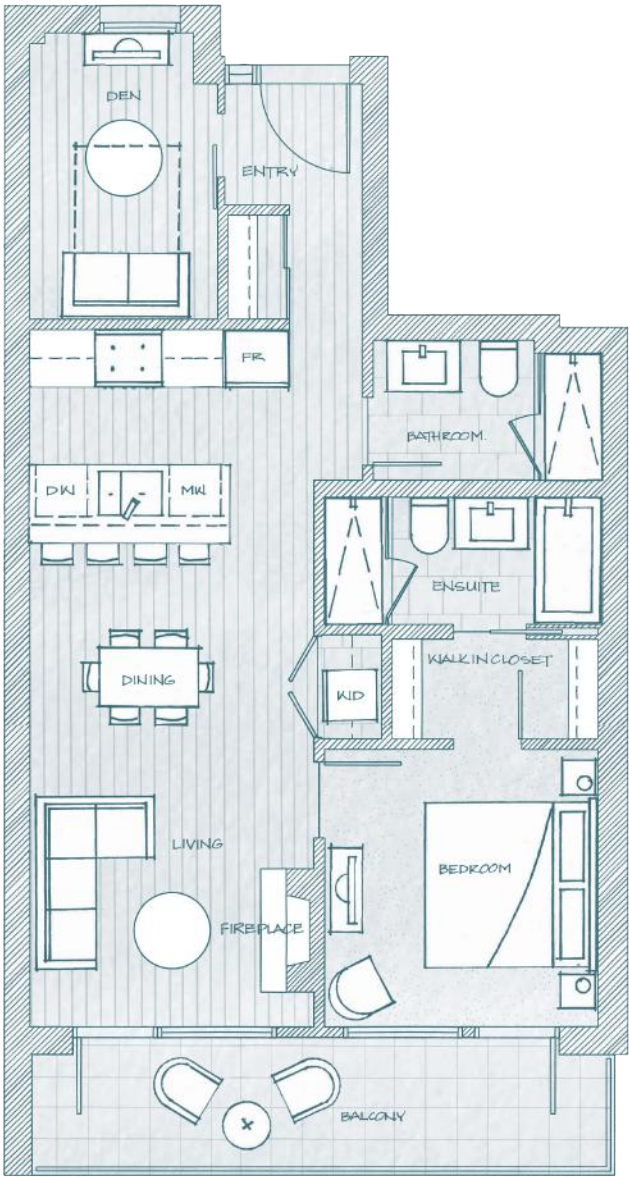 DEN
ENTRY
FR
BATHROOM.
DW
MW
ENSUITE
WALK IN CLOSET
DINING
W/D
LIVING
BEDROOM
FIREPLACE
BALCONY